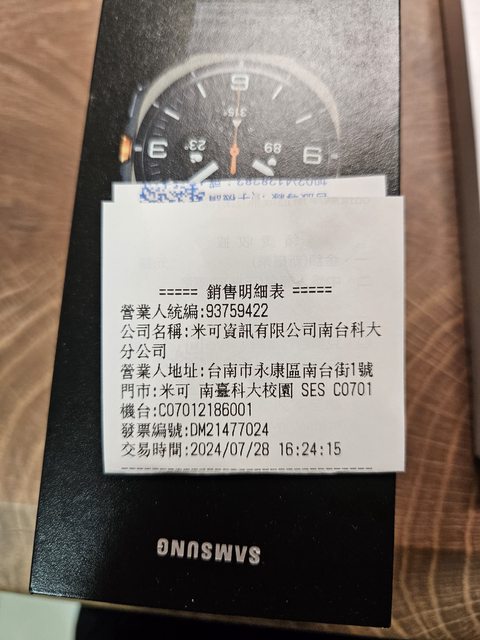 ===== 銷售明細表 =====
營業人統編:93759422
公司名稱:米可資訊有限公司南台科大
分公司
營業人地址:台南市永康區南台街1號
門市:米可 南臺科大校園 SES C0701
機台:C07012186001
發票編號:DM21477024
交易時間:2024/07/28 16:24:15
SAMSUNG